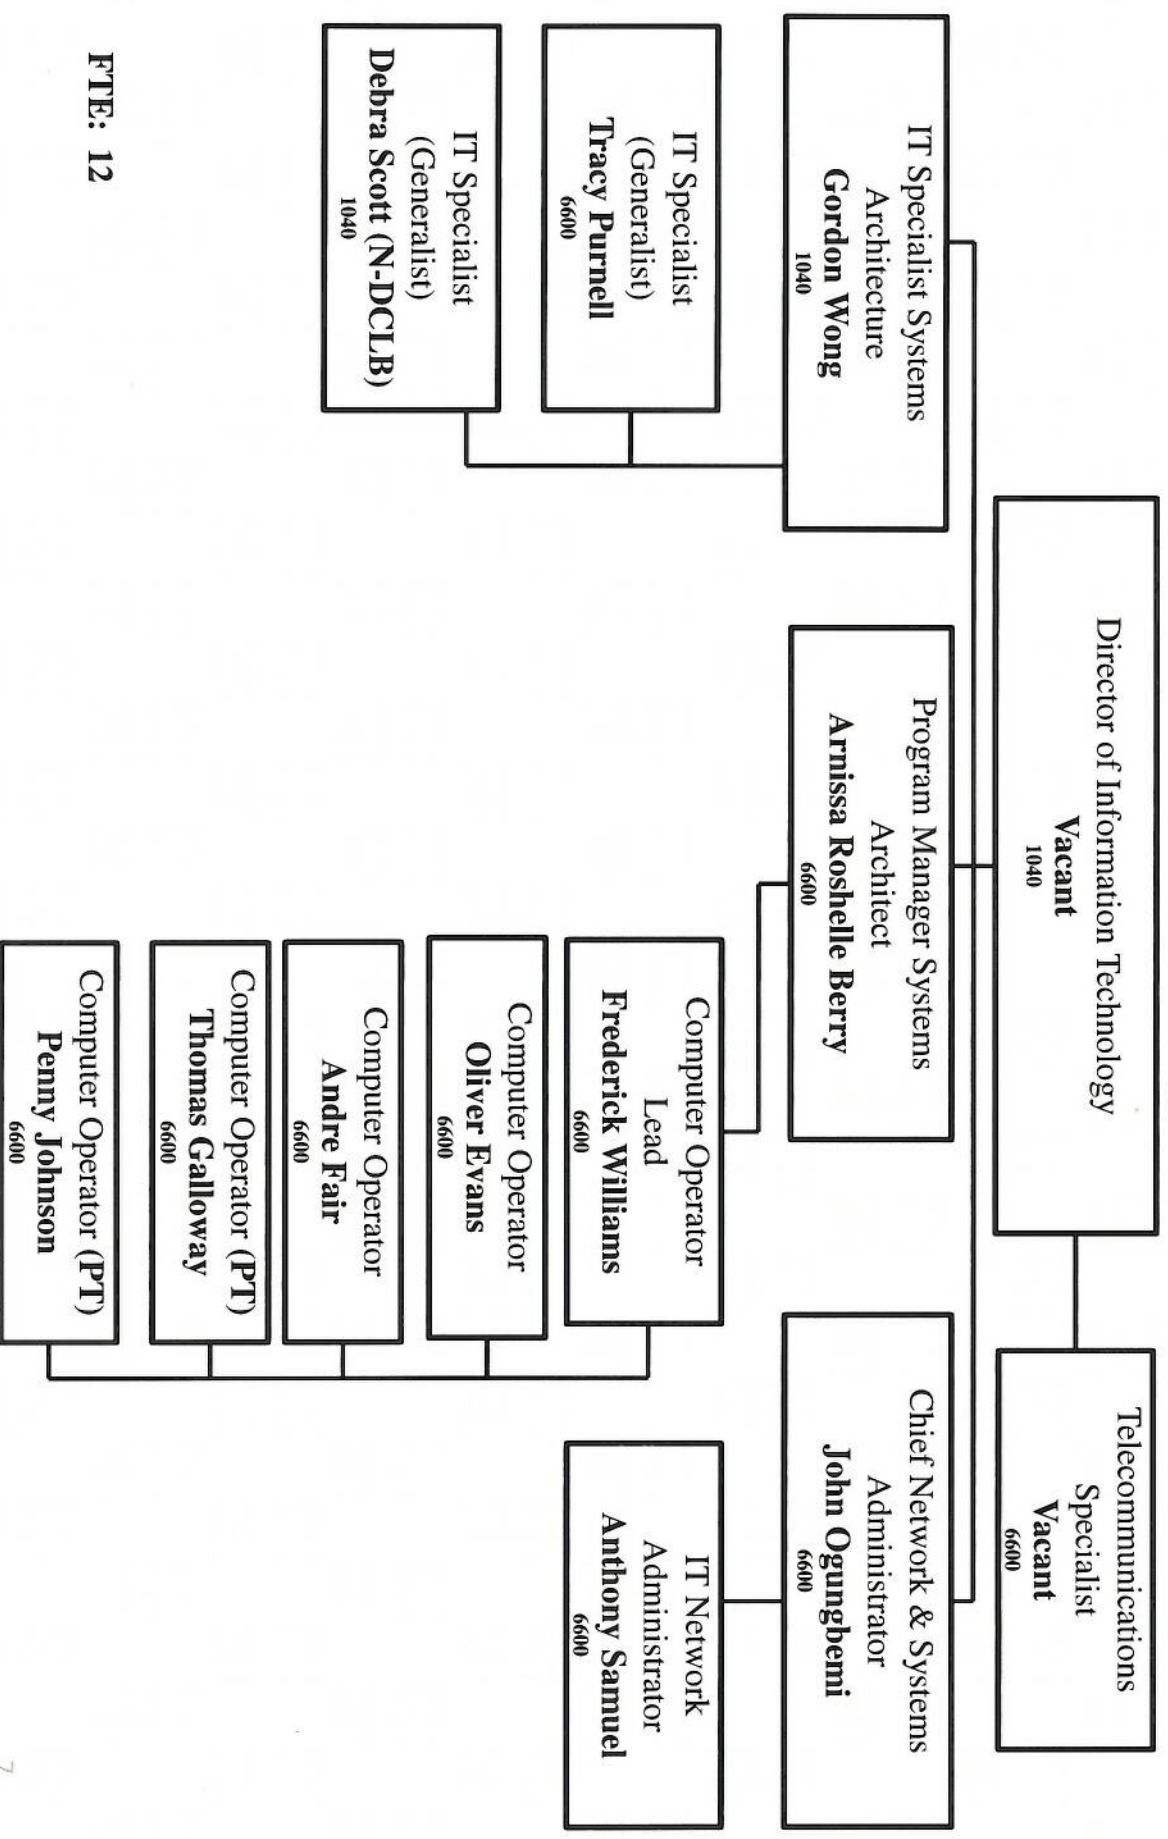 Director of Information Technology
Vacant
1040
Telecommunications
Specialist
Vacant
6600
IT Specialist Systems
Architecture
Gordon Wong
1040
Program Manager Systems
Architect
Arnissa Roshelle Berry
6600
Chief Network & Systems
Administrator
John Ogungbemi
6600
IT Specialist
(Generalist)
Tracy Purnell
6600
Computer Operator
Lead
Frederick Williams
6600
IT Network
Administrator
Anthony Samuel
6600
IT Specialist
(Generalist)
Debra Scott (N-DCLB)
1040
Computer Operator
Oliver Evans
6600
Computer Operator
Andre Fair
6600
Computer Operator (PT)
Thomas Galloway
6600
Computer Operator (PT)
Penny Johnson
6600
FTE: 12
7